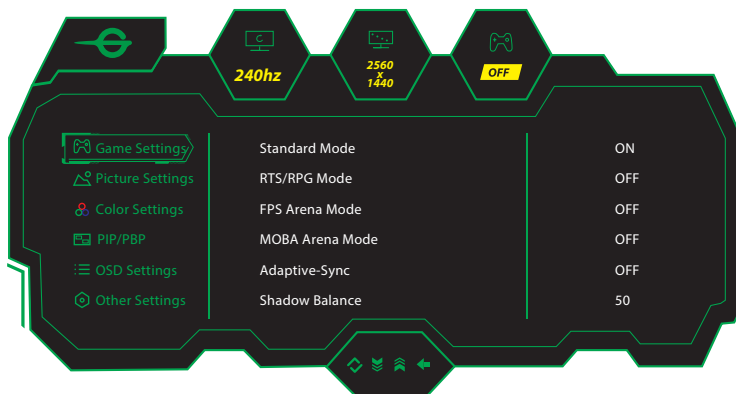 240hz
2560
x
1440
OFF
Game Settings Standard Mode ON
Picture Settings RTS/RPG Mode OFF
Color Settings FPS Arena Mode OFF
PIP/PBP MOBA Arena Mode OFF
OSD Settings Adaptive-Sync OFF
Other Settings Shadow Balance 50